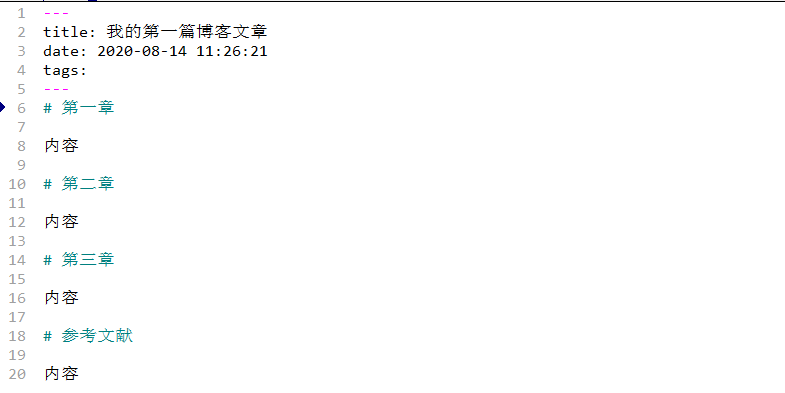 1 ---
2 title: 我的第一篇博客文章
3 date: 2020-08-14 11:26:21
4 tags:
5 ---
6 # 第一章
7
8 内容
9
10 # 第二章
11
12 内容
13
14 # 第三章
15
16 内容
17
18 # 参考文献
19
20 内容